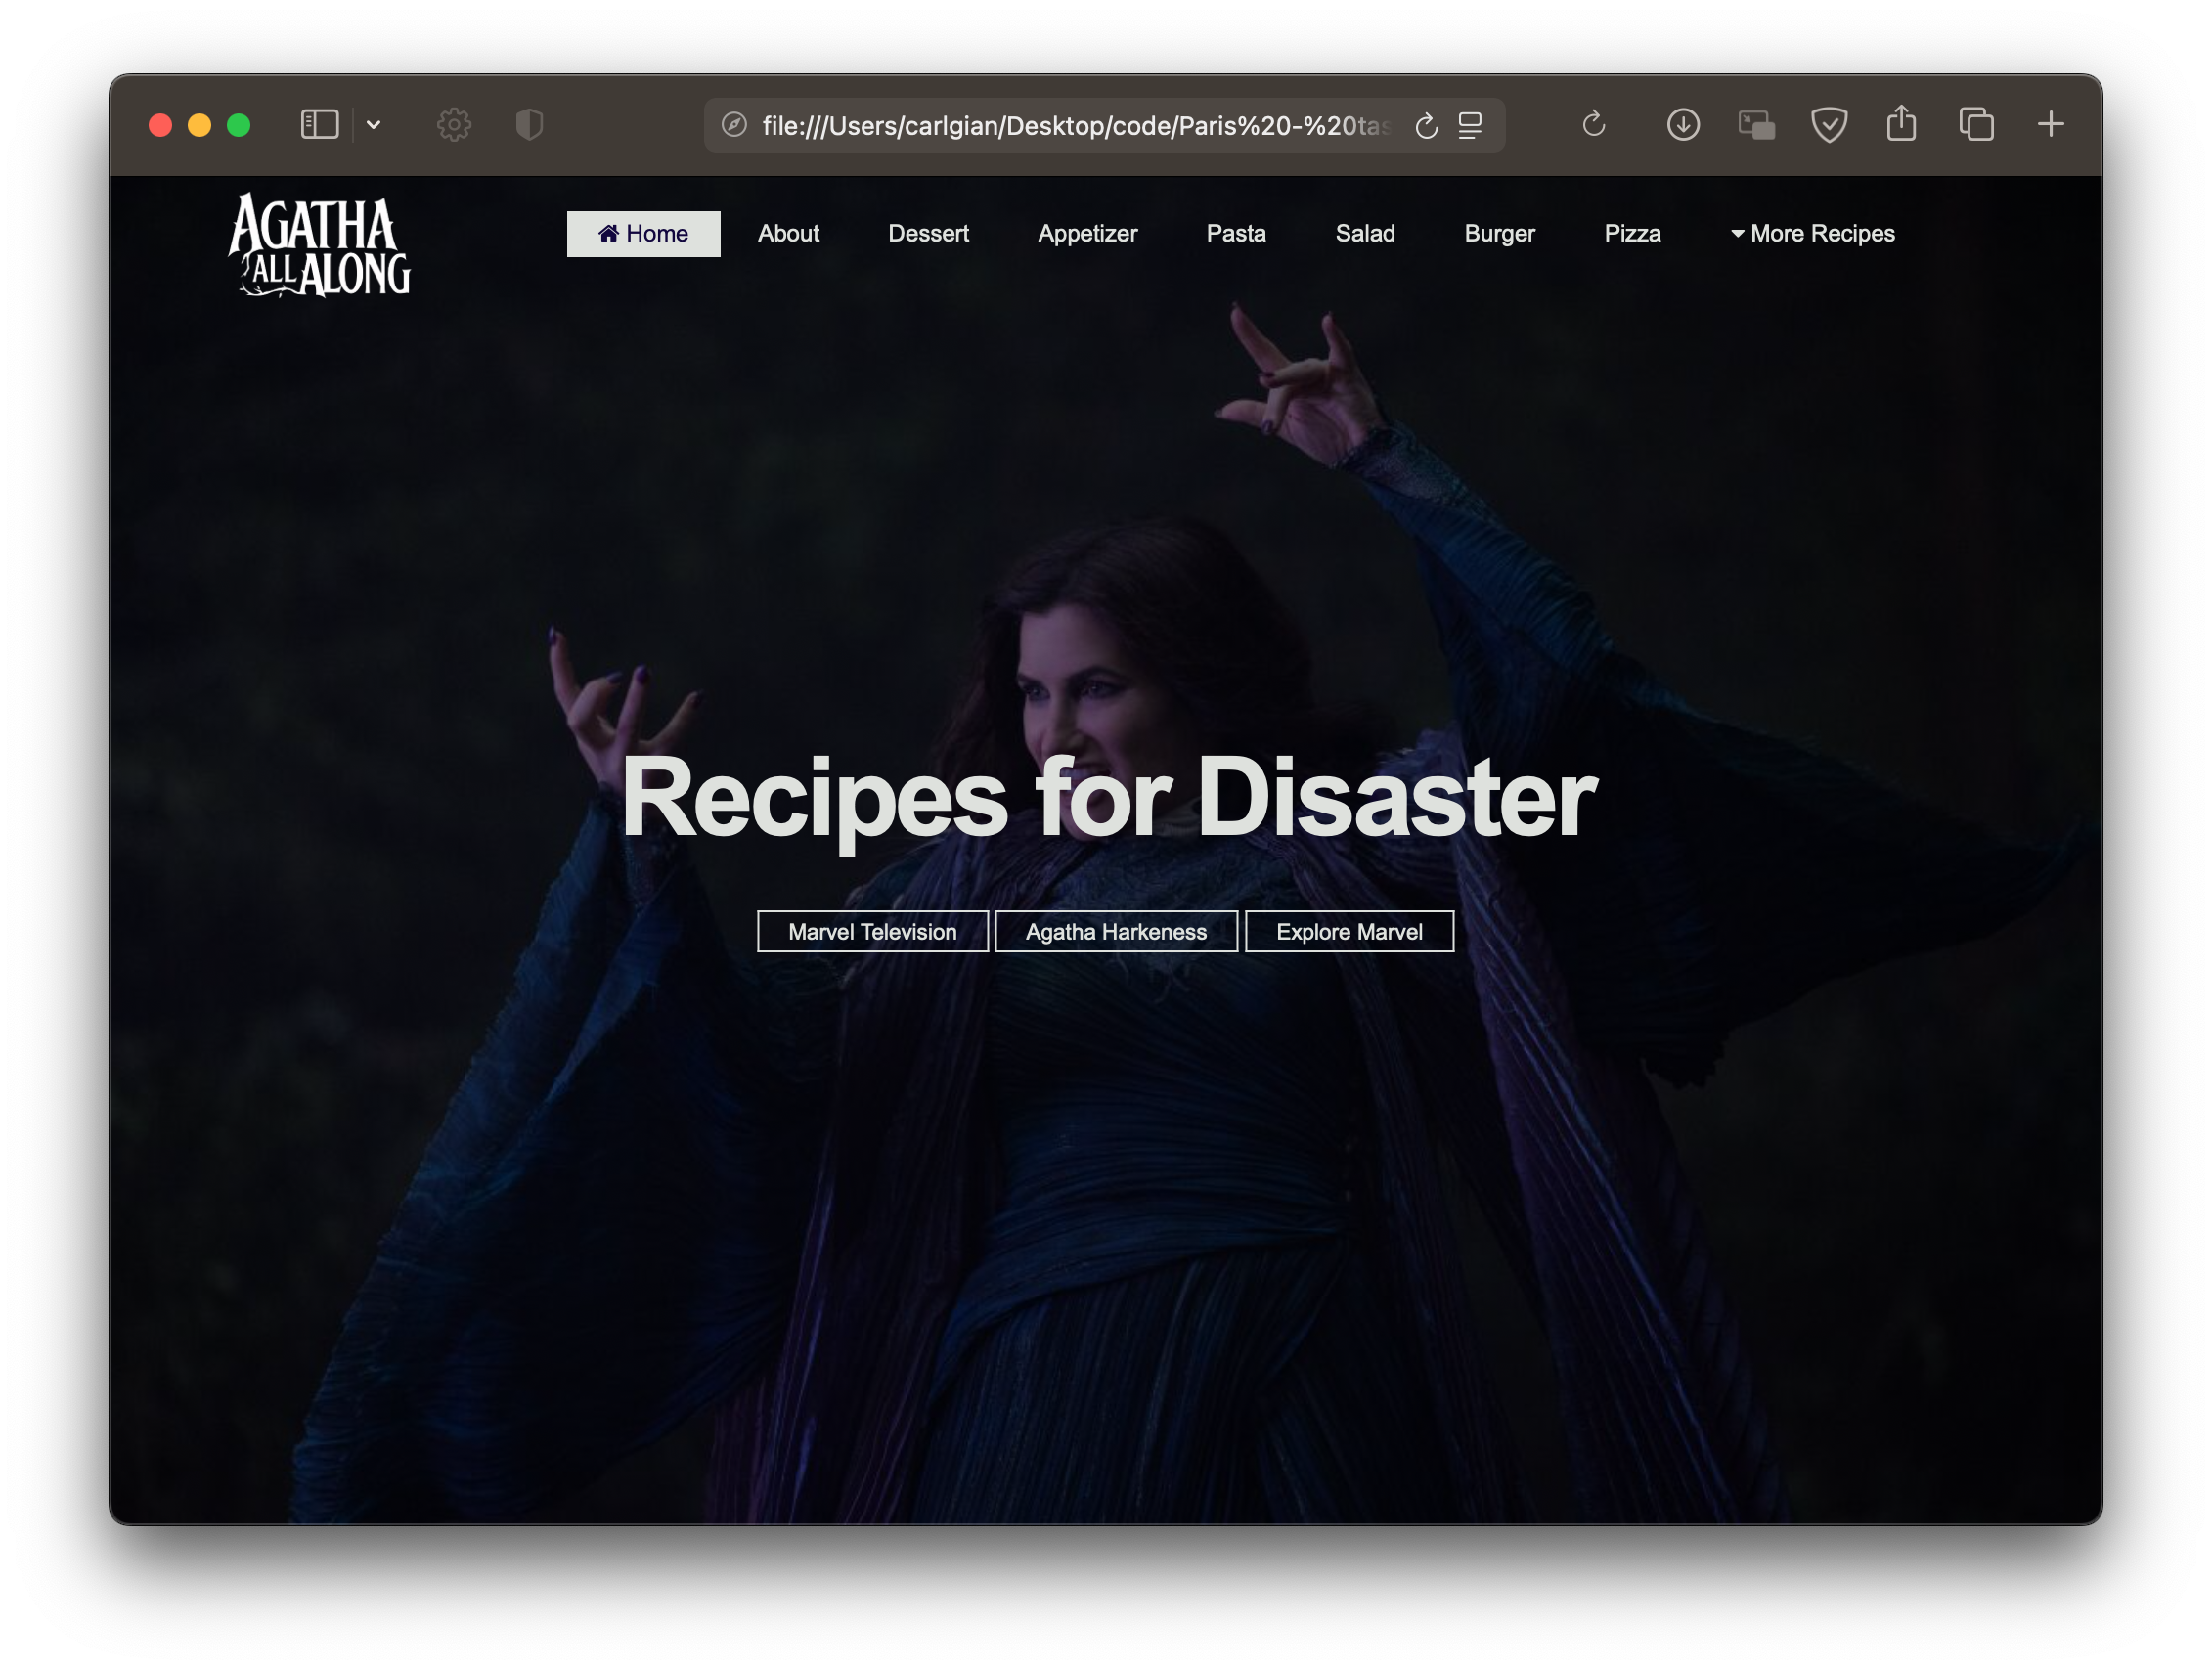 file:///Users/carlgian/Desktop/code/Paris%20-%20tas
AGATHA
ALL ALONG
Home About Dessert Appetizer Pasta Salad Burger Pizza More Recipes
Recipes for Disaster
Marvel Television Agatha Harkeness Explore Marvel